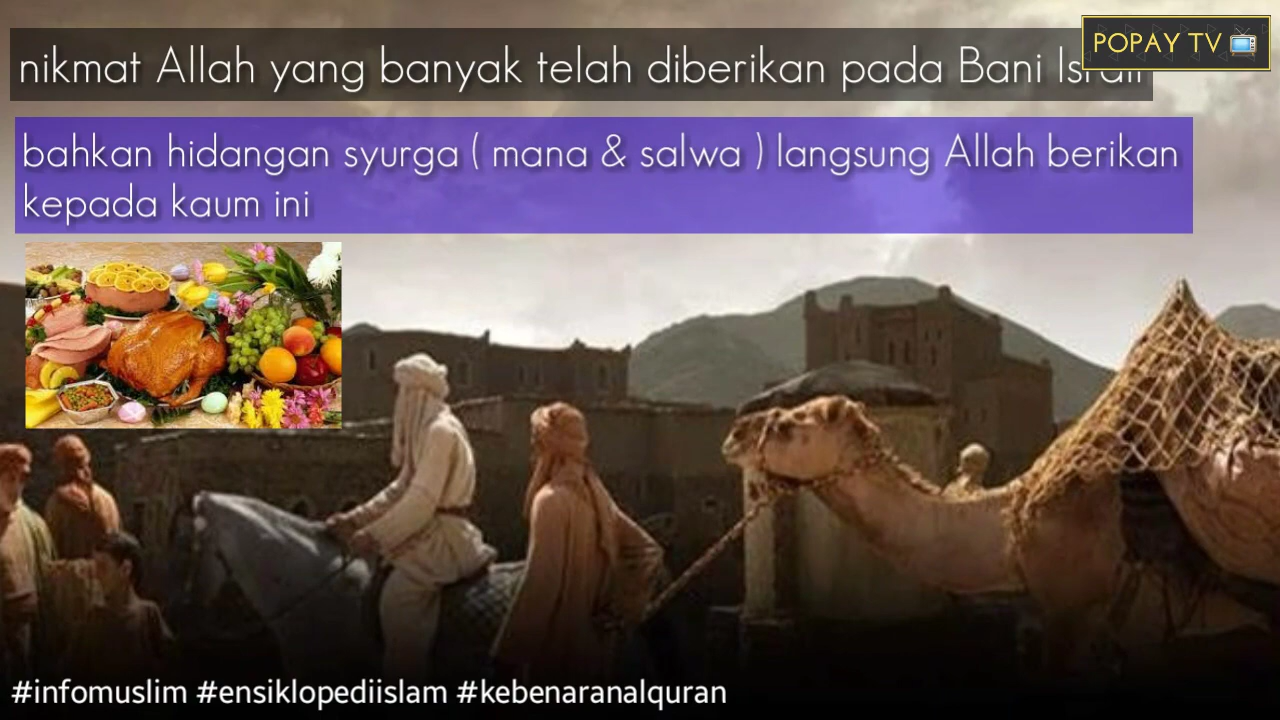 nikmat Allah yang banyak telah diberikan pada Bani
POPAY TV
bahkan hidangan syurga ( mana & salwa ) langsung Allah berikan
kepada kaum ini
#infomuslim #ensiklopediislam #kebenaranalquran